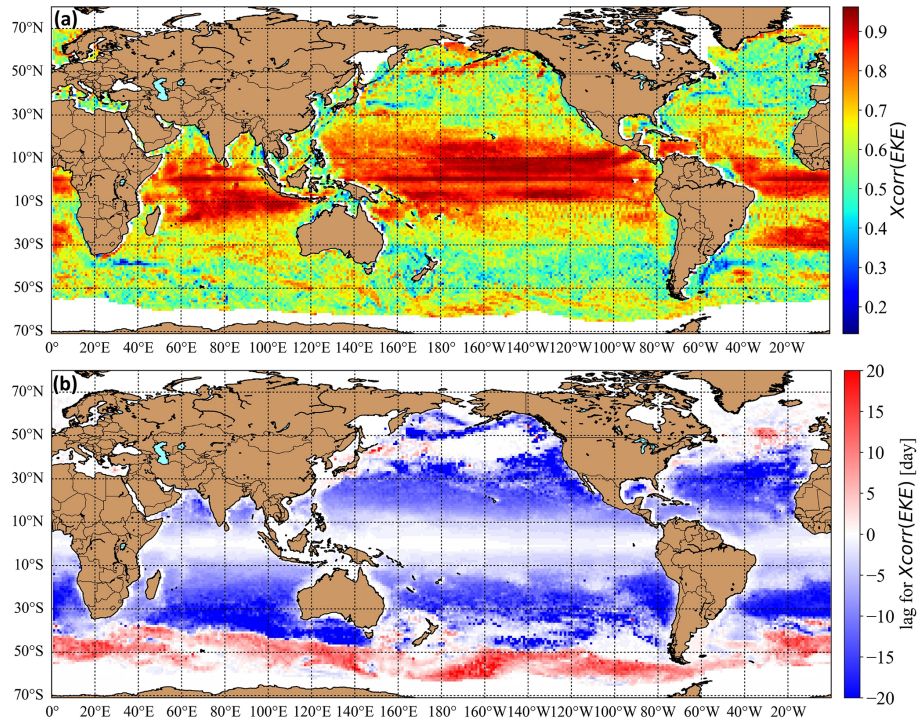 (a)
70°N
50°N
30°N
10°N
10°S
30°S
50°S
70°S
0° 20°E 40°E 60°E 80°E 100°E 120°E 140°E 160°E 180° 160°W 140°W 120°W 100°W 80°W 60°W 40°W 20°W
0.9
0.8
0.7
0.6
0.5
0.4
0.3
0.2
Xcorr(EKE)
(b)
70°N
50°N
30°N
10°N
10°S
30°S
50°S
70°S
0° 20°E 40°E 60°E 80°E 100°E 120°E 140°E 160°E 180° 160°W 140°W 120°W 100°W 80°W 60°W 40°W 20°W
20
15
10
5
0
−5
−10
−15
−20
lag for Xcorr(EKE) [day]